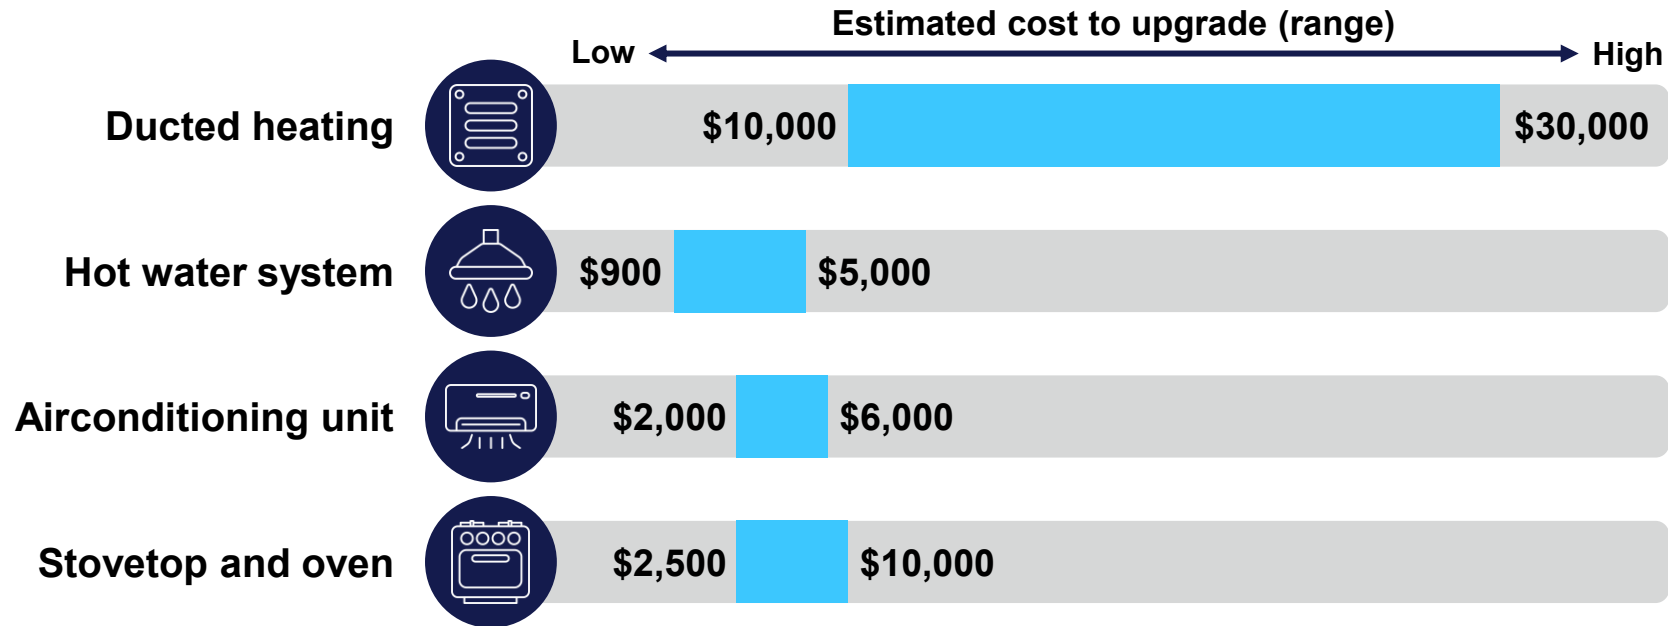 Estimated cost to upgrade (range)
Low High
Ducted heating $10,000 $30,000
Hot water system $900 $5,000
Airconditioning unit $2,000 $6,000
Stovetop and oven $2,500 $10,000